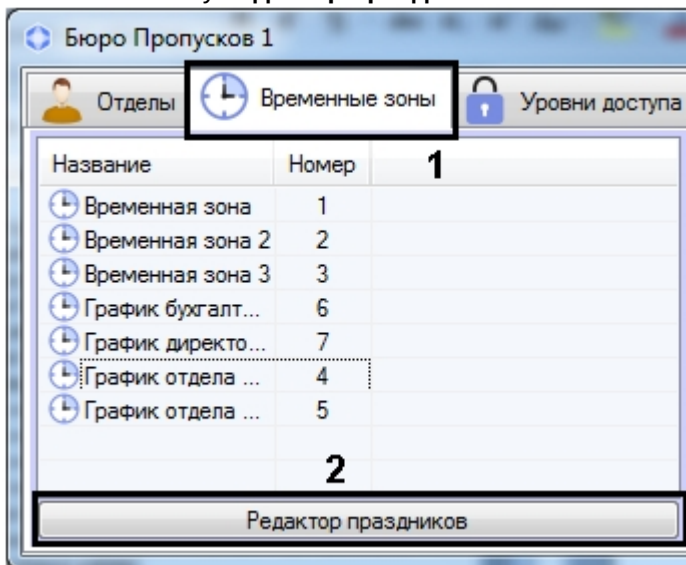 Бюро Пропусков 1
Отделы Временные зоны Уровни доступа
1
Название Номер
Временная зона 1
Временная зона 2 2
Временная зона 3 3
График бухгалт... 6
График директо... 7
График отдела ... 4
График отдела ... 5
2
Редактор праздников